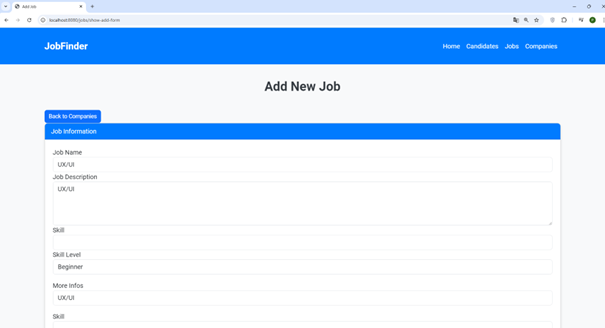 Add Job
localhost:8080/jobs/show-add-form
JobFinder
Home Candidates Jobs Companies
Add New Job
Back to Companies
Job Information
Job Name
UX/UI
Job Description
UX/UI
Skill
Skill Level
Beginner
More Infos
UX/UI
Skill